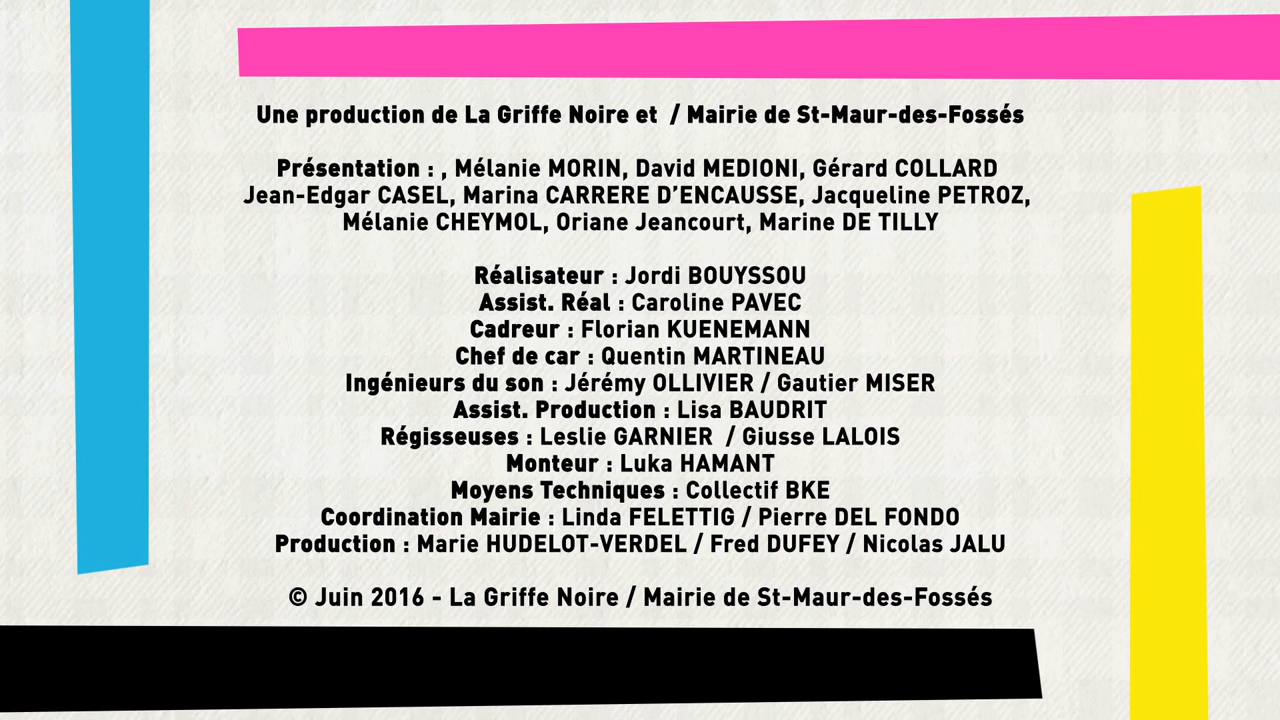 Une production de La Griffe Noire et  / Mairie de St-Maur-des-Fossés
Présentation : , Mélanie MORIN, David MEDIONI, Gérard COLLARD
Jean-Edgar CASEL, Marina CARRERE D’ENCAUSSE, Jacqueline PETROZ,
Mélanie CHEYMOL, Oriane Jeancourt, Marine DE TILLY
Réalisateur : Jordi BOUYSSOU
Assist. Réal : Caroline PAVEC
Cadreur : Florian KUENEMANN
Chef de car : Quentin MARTINEAU
Ingénieurs du son : Jérémy OLLIVIER / Gautier MISER
Assist. Production : Lisa BAUDRIT
Régisseuses : Leslie GARNIER  / Giusse LALOIS
Monteur : Luka HAMANT
Moyens Techniques : Collectif BKE
Coordination Mairie : Linda FELETTIG / Pierre DEL FONDO
Production : Marie HUDELOT-VERDEL / Fred DUFEY / Nicolas JALU
© Juin 2016 - La Griffe Noire / Mairie de St-Maur-des-Fossés